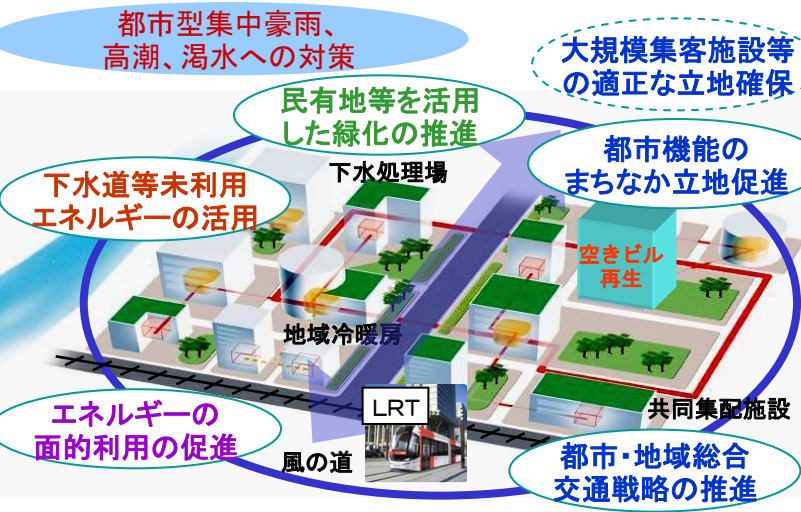 都市型集中豪雨、
高潮、渇水への対策
大規模集客施設等
の適正な立地確保
民有地等を活用
した緑化の推進
都市機能の
まちなか立地促進
下水処理場
下水道等未利用
エネルギーの活用
空きビル
再生
地域冷暖房
LRT
エネルギーの
面的利用の促進
共同集配施設
風の道
都市・地域総合
交通戦略の推進